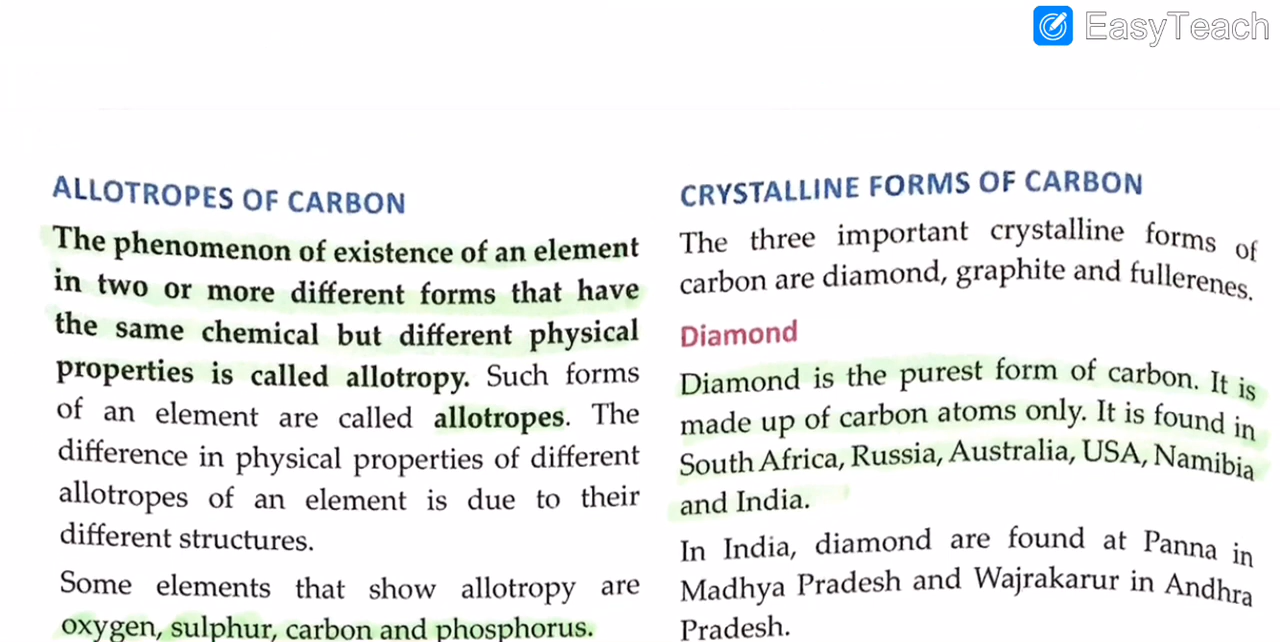 EasyTeach
ALLOTROPES OF CARBON
The phenomenon of existence of an element
in two or more different forms that have
the same chemical but different physical
properties is called allotropy. Such forms
of an element are called allotropes. The
difference in physical properties of different
allotropes of an element is due to their
different structures.
Some elements that show allotropy are
oxygen, sulphur, carbon and phosphorus.
CRYSTALLINE FORMS OF CARBON
The three important crystalline forms of
carbon are diamond, graphite and fullerenes.
Diamond
Diamond is the purest form of carbon. It is
made up of carbon atoms only. It is found in
South Africa, Russia, Australia, USA, Namibia
and India.
In India, diamond are found at Panna in
Madhya Pradesh and Wajrakarur in Andhra
Pradesh.